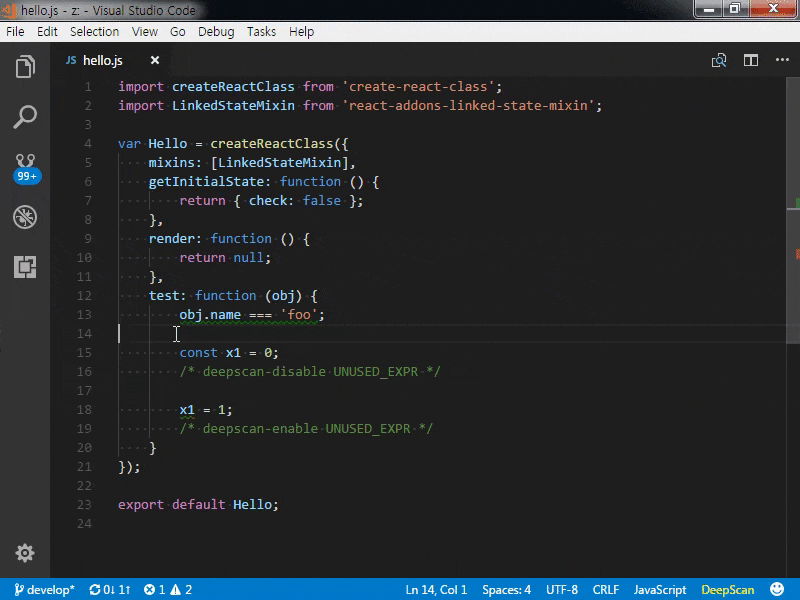 hello.js - z: - Visual Studio Code
File Edit Selection View Go Debug Tasks Help
JS hello.js ×
1 import createReactClass from 'create-react-class';
2 import LinkedStateMixin from 'react-addons-linked-state-mixin';
3
4 var Hello = createReactClass({
5 mixins: [LinkedStateMixin],
6 getInitialState: function () {
7 return { check: false };
8 },
9 render: function () {
10 return null;
11 },
12 test: function (obj) {
13 obj.name === 'foo';
14
15 const x1 = 0;
16 /* deepscan-disable UNUSED_EXPR */
17
18 x1 = 1;
19 /* deepscan-enable UNUSED_EXPR */
20 }
21 });
22
23 export default Hello;
24
99+
develop* 0↓ 1↑ 1 2 Ln 14, Col 1 Spaces: 4 UTF-8 CRLF JavaScript DeepScan